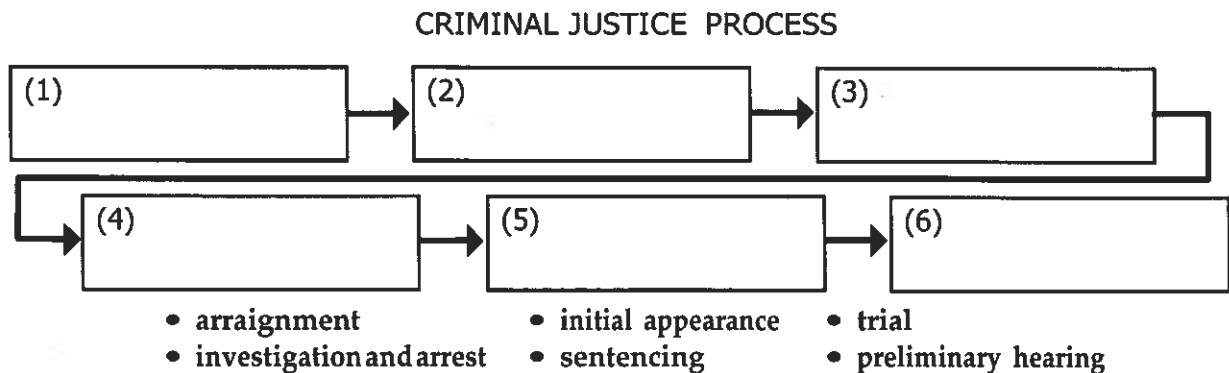 CRIMINAL JUSTICE PROCESS
(1) (2) (3)
(4) (5) (6)
• arraignment • initial appearance • trial
• investigation and arrest • sentencing • preliminary hearing